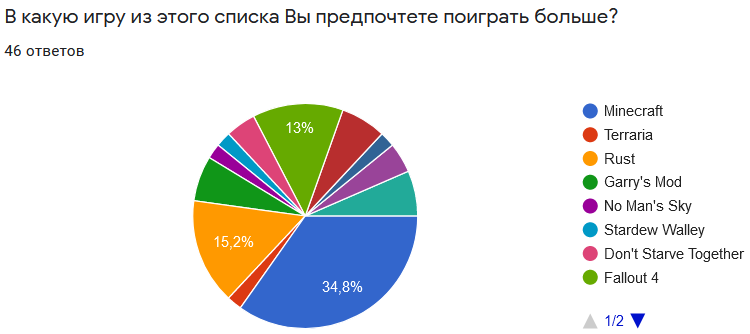 В какую игру из этого списка Вы предпочтете поиграть больше?
46 ответов
13%
15,2%
34,8%
Minecraft
Terraria
Rust
Garry's Mod
No Man's Sky
Stardew Walley
Don't Starve Together
Fallout 4
1/2